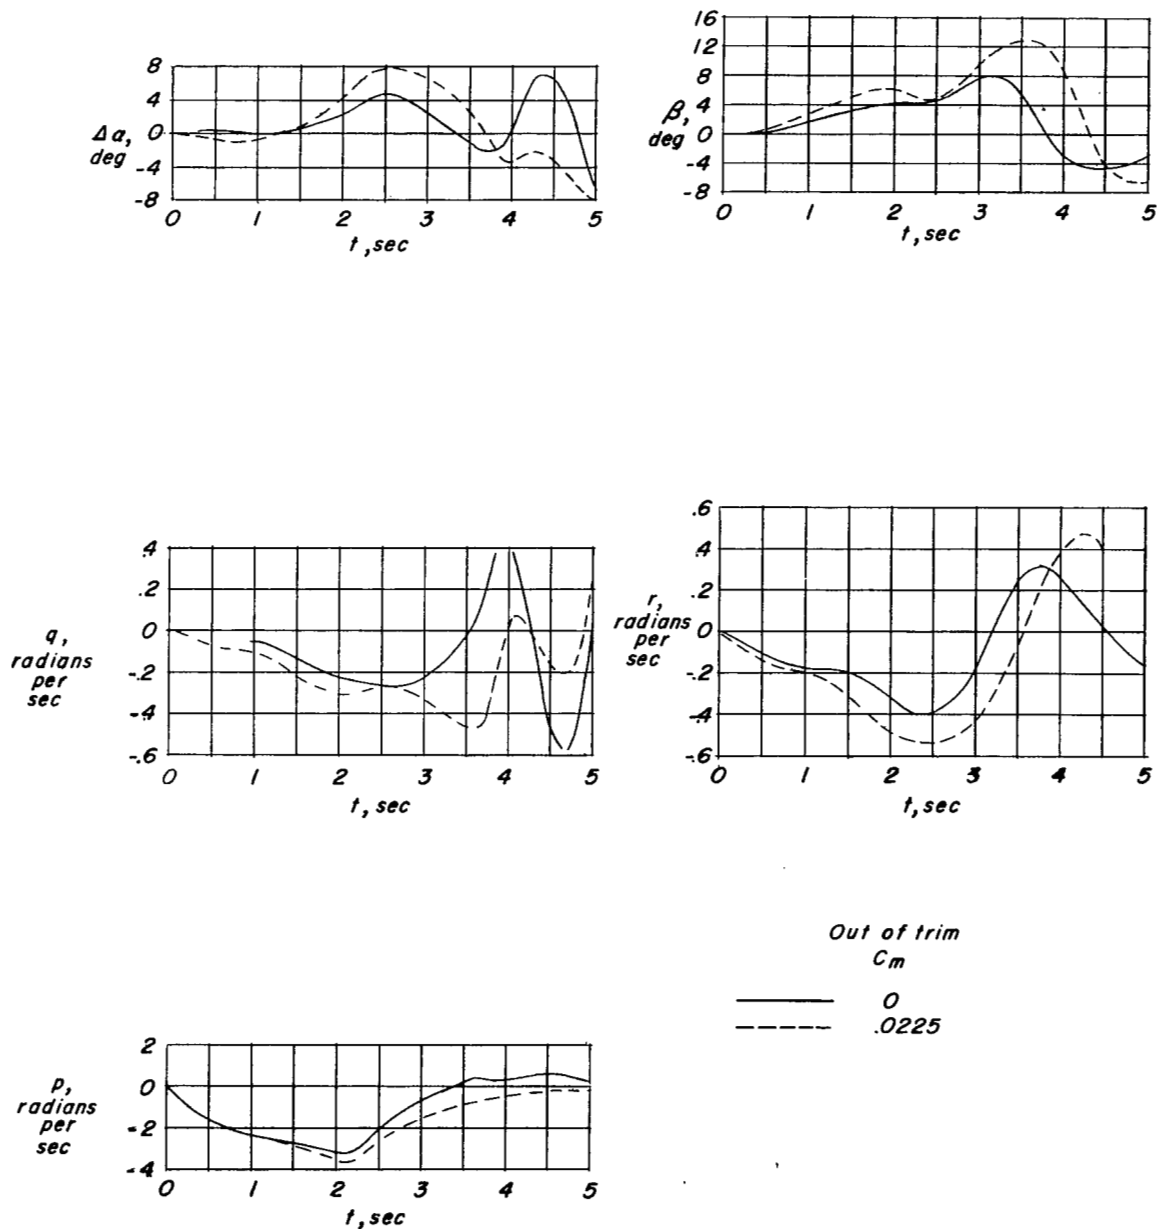 8
4
0
-4
-8
Δα,
deg
0 1 2 3 4 5
t, sec
16
12
8
4
0
-4
-8
β,
deg
0 1 2 3 4 5
t, sec
.4
.2
0
-.2
-.4
-.6
q,
radians
per
sec
0 1 2 3 4 5
t, sec
.6
.4
.2
0
-.2
-.4
-.6
r,
radians
per
sec
0 1 2 3 4 5
t, sec
Out of trim
Cm
0
.0225
2
0
-.2
-.4
p,
radians
per
sec
0 1 2 3 4 5
t, sec